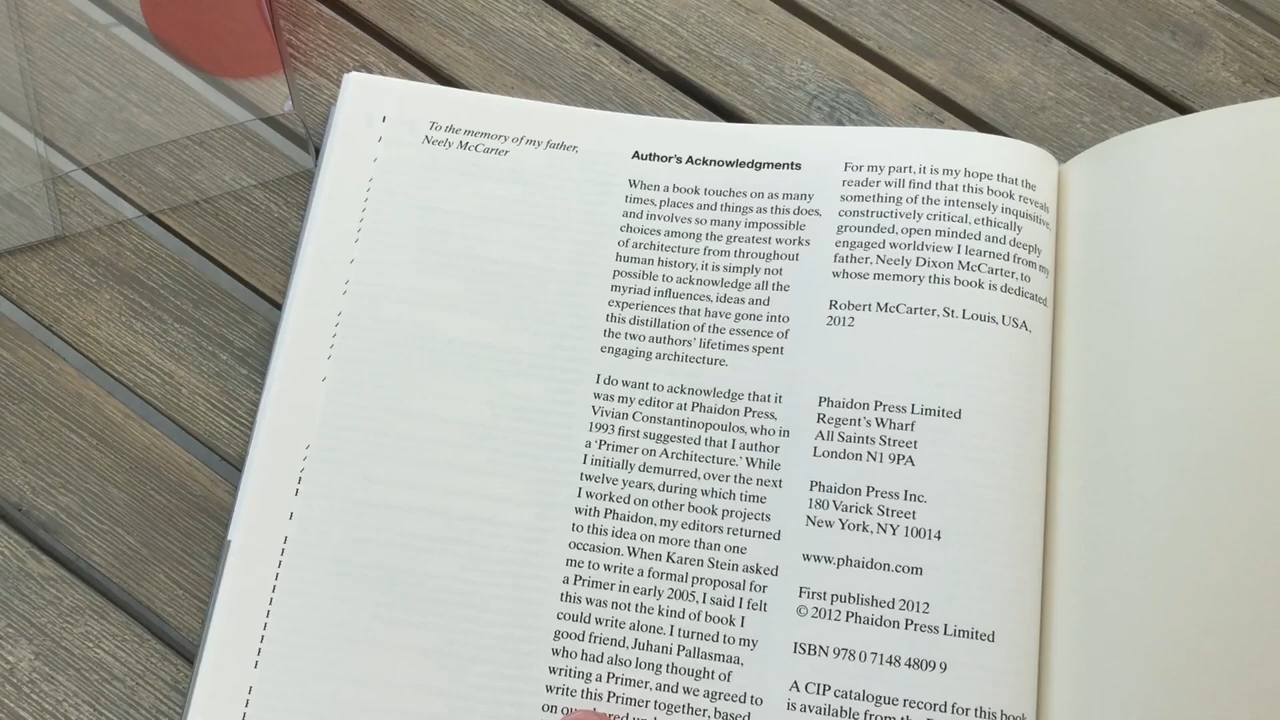 To the memory of my father,
Neely McCarter
Author's Acknowledgments
When a book touches on as many
times, places and things as this does,
and involves so many impossible
choices among the greatest works
of architecture from throughout
human history, it is simply not
possible to acknowledge all the
myriad influences, ideas and
experiences that have gone into
this distillation of the essence of
the two authors' lifetimes spent
engaging architecture.
I do want to acknowledge that it
was my editor at Phaidon Press,
Vivian Constantinopoulos, who in
1993 first suggested that I author
a 'Primer on Architecture.' While
I initially demurred, over the next
twelve years, during which time
I worked on other book projects
with Phaidon, my editors returned
to this idea on more than one
occasion. When Karen Stein asked
me to write a formal proposal for
a Primer in early 2005, I said I felt
this was not the kind of book I
could write alone. I turned to my
good friend, Juhani Pallasmaa,
who had also long thought of
writing a Primer, and we agreed to
write this Primer together, based
on
For my part, it is my hope that the
reader will find that this book reveals
something of the intensely inquisitive,
constructively critical, ethically
grounded, open minded and deeply
engaged worldview I learned from my
father, Neely Dixon McCarter, to
whose memory this book is dedicated.
Robert McCarter, St. Louis, USA,
2012
Phaidon Press Limited
Regent's Wharf
All Saints Street
London N1 9PA
Phaidon Press Inc.
180 Varick Street
New York, NY 10014
www.phaidon.com
First published 2012
© 2012 Phaidon Press Limited
ISBN 978 0 7148 4809 9
A CIP catalogue record for this book
is available from the